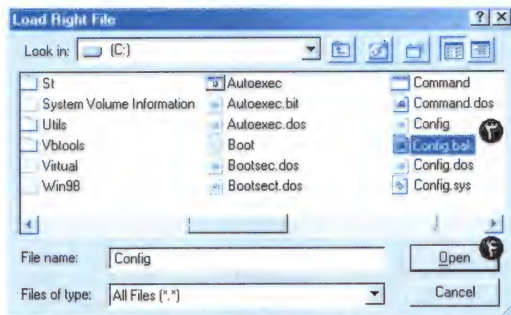 Load Right File
Look in: (C:)
St
System Volume Information
Utils
Vbtools
Virtual
Win98
Autoexec
Autoexec.bit
Autoexec.dos
Boot
Bootsec.dos
Bootsect.dos
Command
Command.dos
Config
Config.bak
Config.dos
Config.sys
File name: Config
Open
Files of type: All Files (*.*)
Cancel